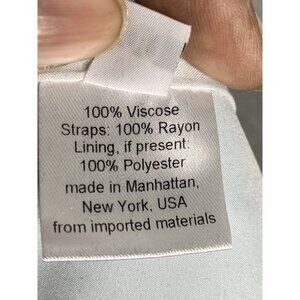 100% Viscose
Straps: 100% Rayon
Lining, if present:
100% Polyester
made in Manhattan,
New York, USA
from imported materials